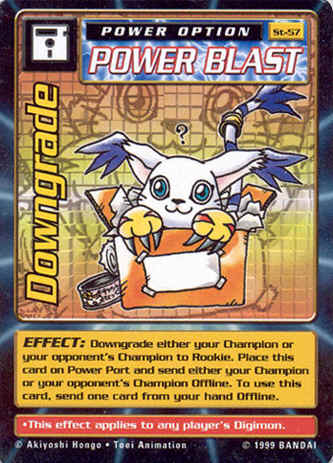 POWER OPTION
St-57
POWER BLAST
Downgrade
?
EFFECT: Downgrade either your Champion or
your opponent's Champion to Rookie. Place this
card on Power Port and send either your Champion
or your opponent's Champion Offline. To use this
card, send one card from your hand Offline.
•This effect applies to any player's Digimon.
© Akiyoshi Hongo • Toei Animation
© 1999 BANDAI